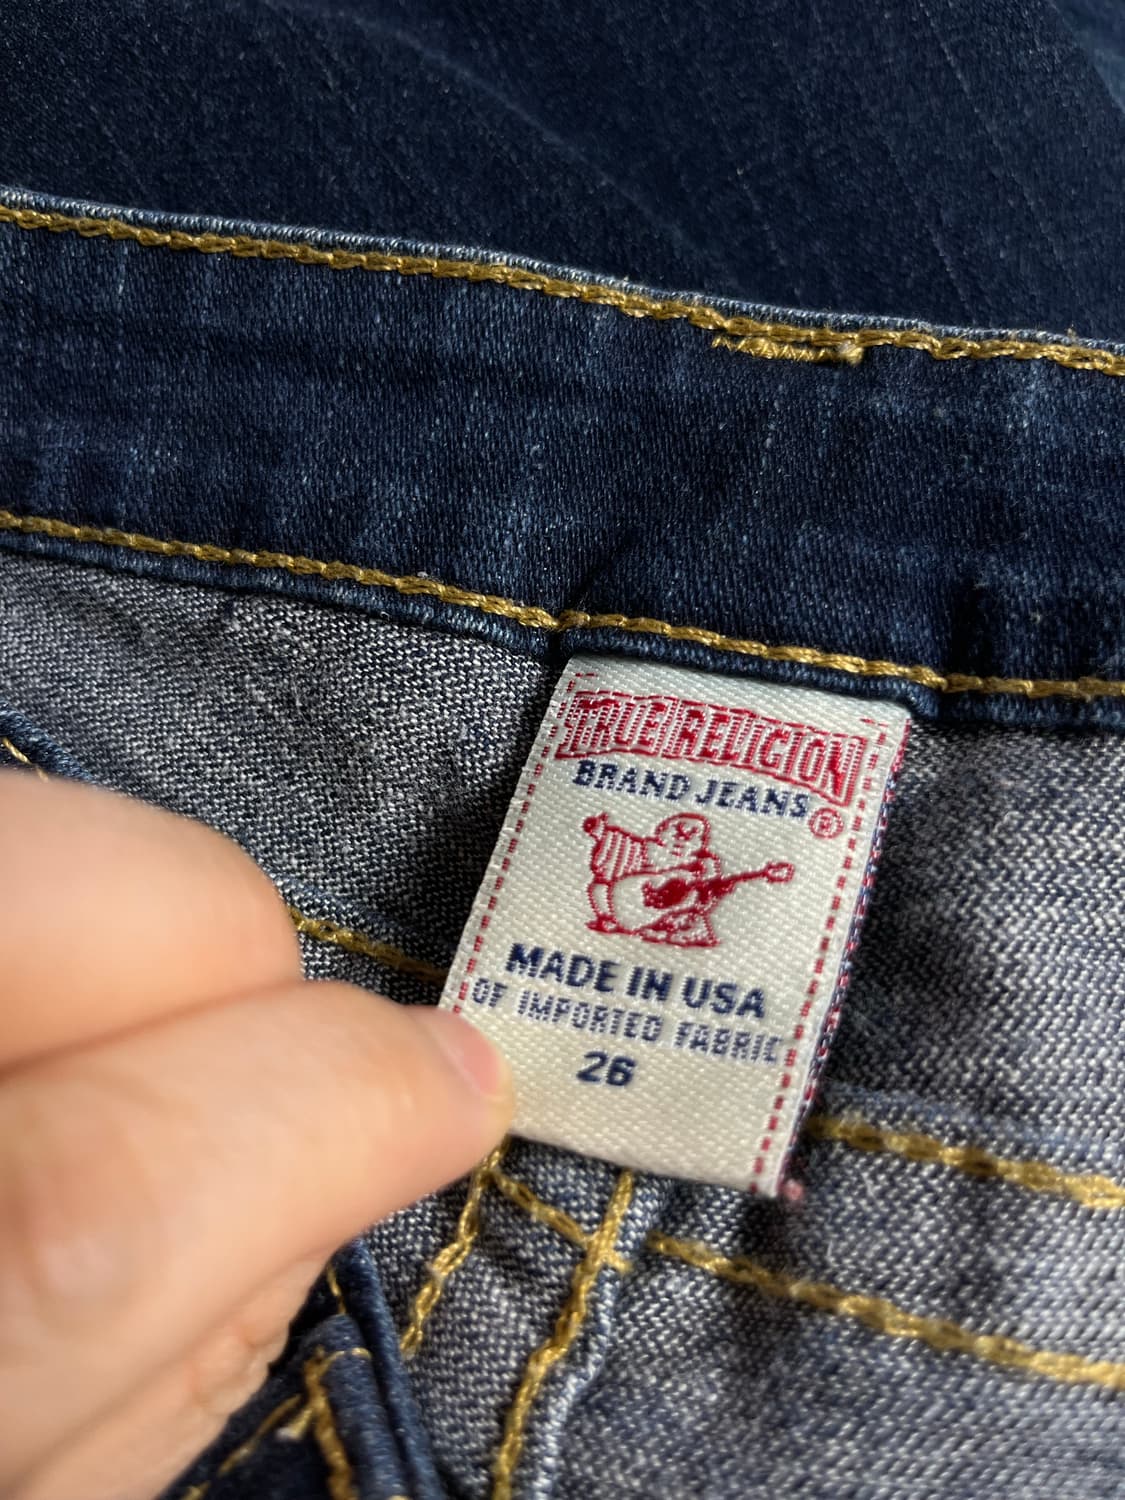 TRUE RELIGION
BRAND JEANS
®
MADE IN USA
OF IMPORTED FABRIC
26